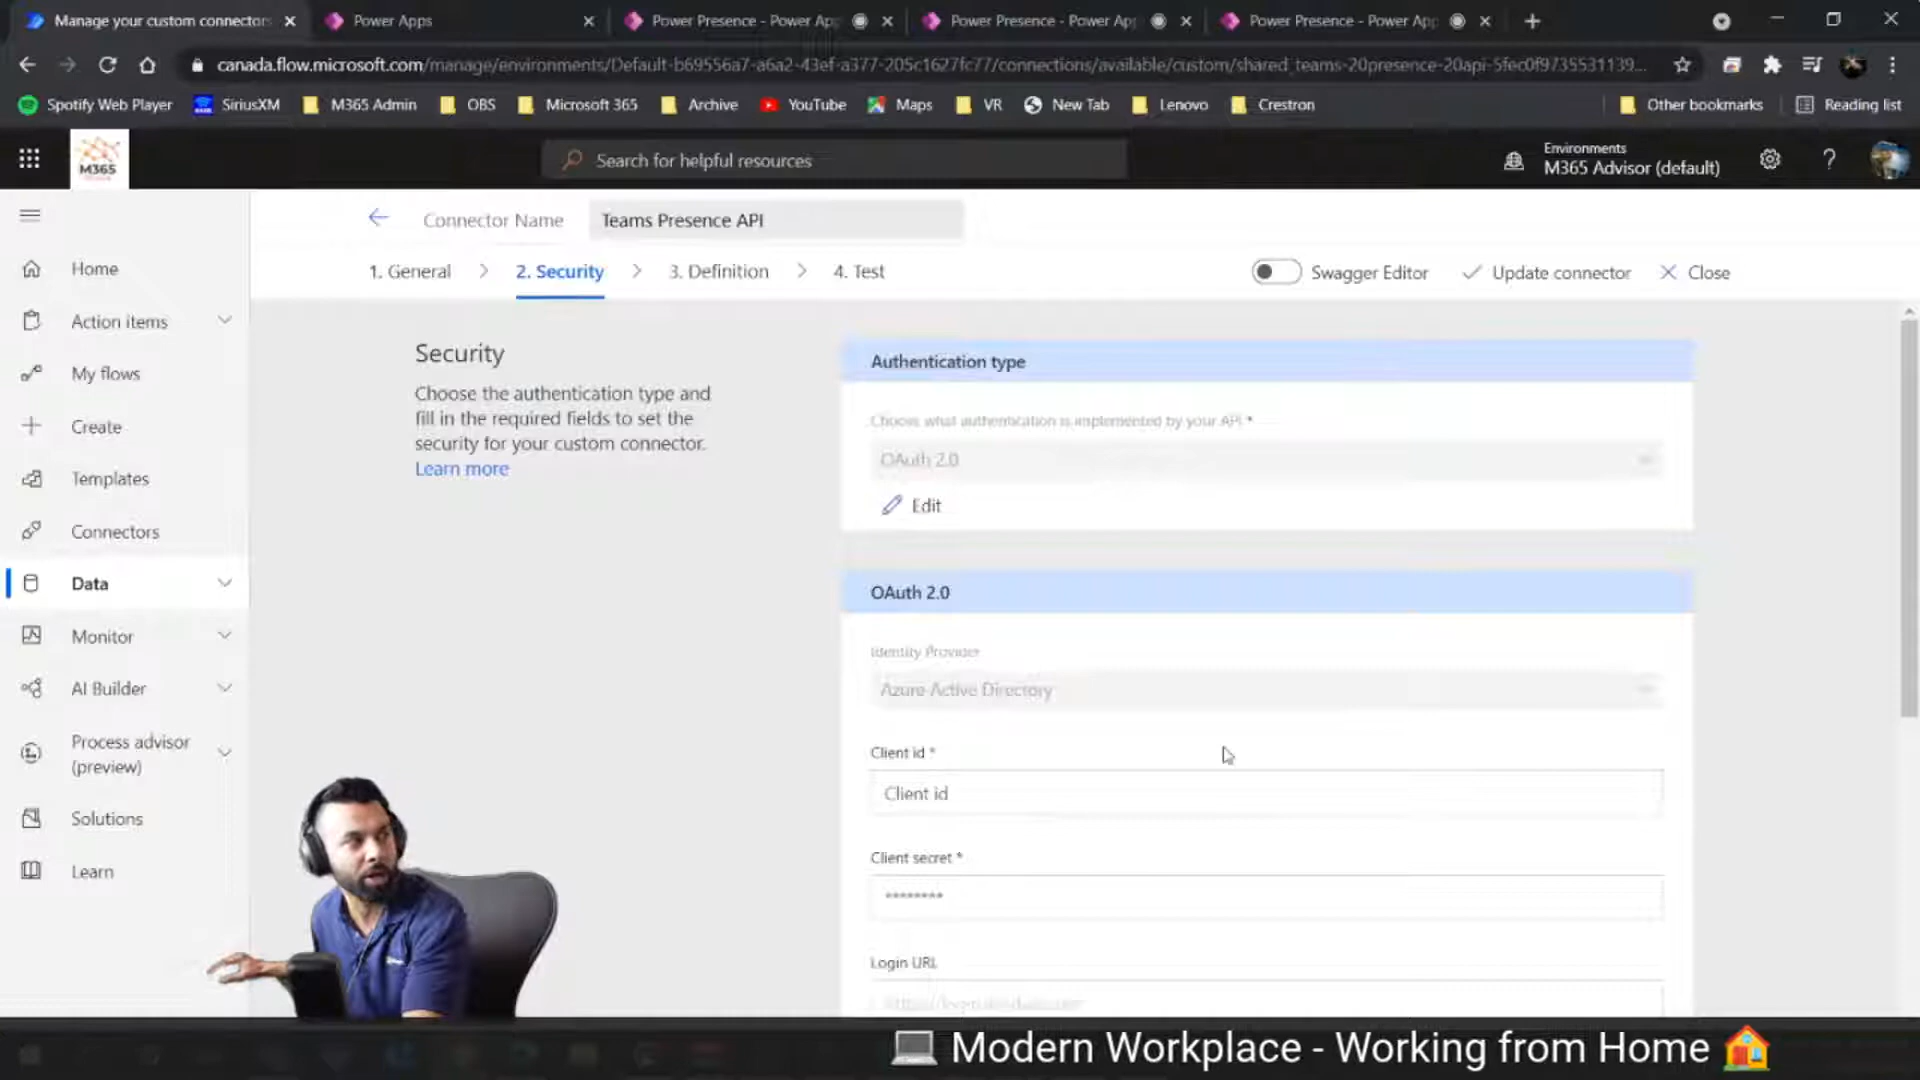 Manage your custom connectors
Power Apps
Power Presence - Power Ap
Power Presence - Power Ap
Power Presence - Power Ap
canada.flow.microsoft.com/manage/environments/Default-b69556a7-a6a2-43ef-a377-205c1627fc77/connections/available/custom/shared_teams-20presence-20api-5fec0f9735531139...
Spotify Web Player
SiriusXM
M365 Admin
OBS
Microsoft 365
Archive
YouTube
Maps
VR
New Tab
Lenovo
Crestron
Other bookmarks
Reading list
M365
Search for helpful resources
Environments
M365 Advisor (default)
Connector Name
Teams Presence API
1. General
2. Security
3. Definition
4. Test
Swagger Editor
Update connector
Close
Home
Action items
My flows
Create
Templates
Connectors
Data
Monitor
AI Builder
Process advisor
(preview)
Solutions
Learn
Security
Choose the authentication type and
fill in the required fields to set the
security for your custom connector.
Learn more
Authentication type
Choose what authentication is implemented by your API *
OAuth 2.0
Edit
OAuth 2.0
Identity Provider
Azure Active Directory
Client id *
Client id
Client secret *
********
Login URL
💻 Modern Workplace - Working from Home 🏠